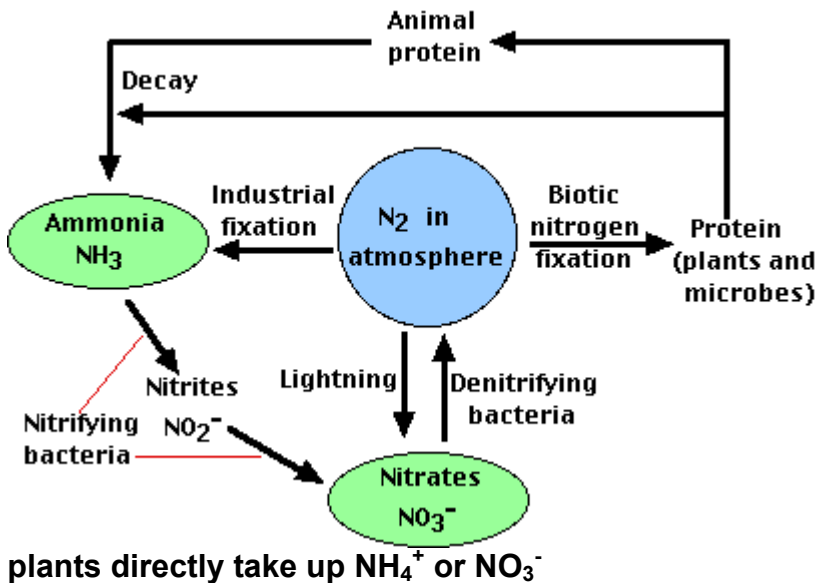 Animal
protein
Decay
Ammonia
NH₃
Industrial
fixation
N₂ in
atmosphere
Biotic
nitrogen
fixation
Protein
(plants and
microbes)
Nitrites
NO₂⁻
Nitrifying
bacteria
Lightning
Denitrifying
bacteria
Nitrates
NO₃⁻
plants directly take up NH₄⁺ or NO₃⁻